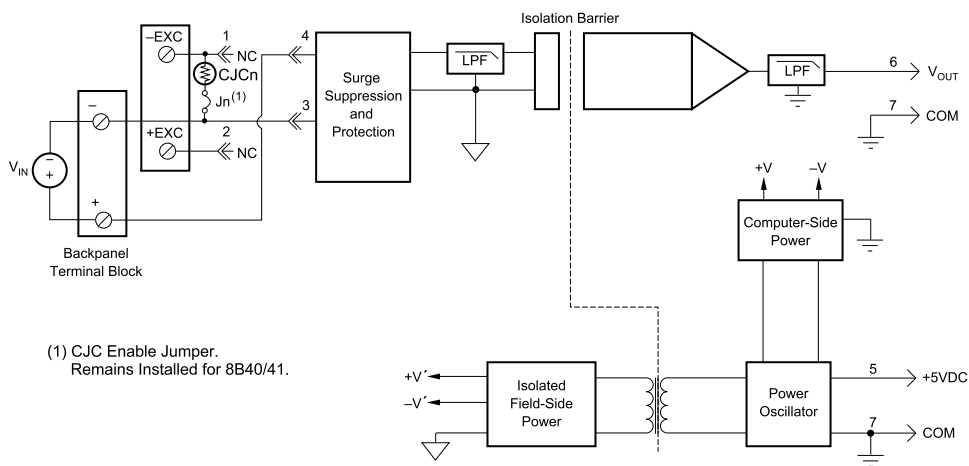 Isolation Barrier
–EXC
1
NC
CJCn
Jn(1)
4
3
Surge
Suppression
and
Protection
LPF
LPF
6
VOUT
7
COM
–
+EXC
2
NC
VIN
–
+
+
Backpanel
Terminal Block
+V
–V
Computer-Side
Power
(1) CJC Enable Jumper.
Remains Installed for 8B40/41.
+V´
–V´
Isolated
Field-Side
Power
Power
Oscillator
5
+5VDC
7
COM